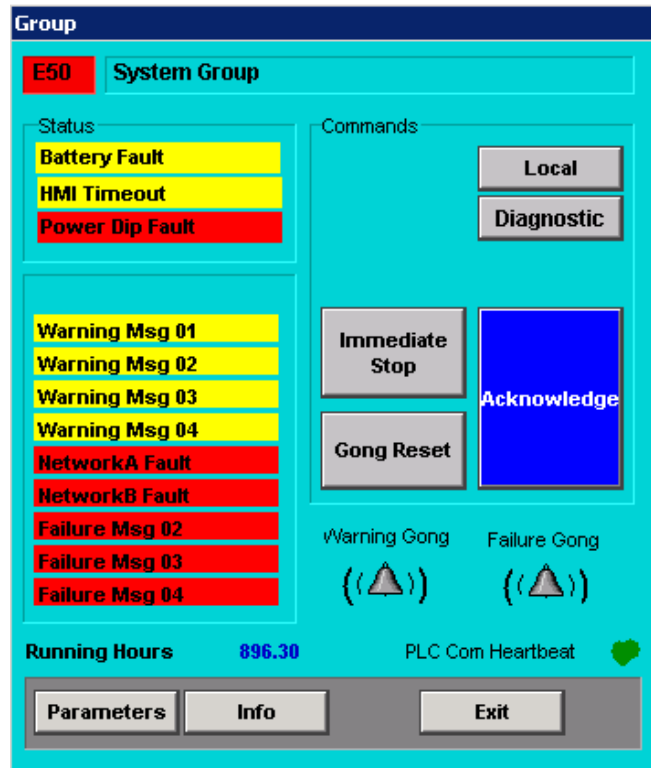 Group
E50 System Group
Status
Battery Fault
HMI Timeout
Power Dip Fault
Warning Msg 01
Warning Msg 02
Warning Msg 03
Warning Msg 04
NetworkA Fault
NetworkB Fault
Failure Msg 02
Failure Msg 03
Failure Msg 04
Commands
Local
Diagnostic
Immediate
Stop
Acknowledge
Gong Reset
Warning Gong Failure Gong
Running Hours 896.30 PLC Com Heartbeat
Parameters Info Exit